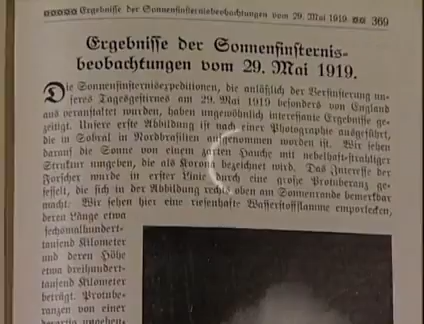 Ergebnisse der Sonnenfinsternisbeobachtungen vom 29. Mai 1919. 369
Ergebnisse der Sonnenfinsternis-
beobachtungen vom 29. Mai 1919.
Die Sonnenfinsternisexpeditionen, die anläßlich der Verfinsterung un-
seres Tagesgestirnes am 29. Mai 1919 besonders von England
aus veranstaltet wurden, haben ungewöhnlich interessante Ergebnisse ge-
zeitigt. Unsere erste Abbildung ist nach einer Photographie ausgeführt,
die in Sobral in Nordbrasilien aufgenommen worden ist. Wir sehen
darauf die Sonne von einem zarten Hauche mit nebelhaft-strahliger
Struktur umgeben, die als Korona bezeichnet wird. Das Interesse der
Forscher wurde in erster Linie durch eine große Protuberanz ge-
fesselt, die sich in der Abbildung rechts oben am Sonnenrande bemerkbar
macht. Wir sehen hier eine riesenhafte Wasserstofflamme emporlecken,
deren Länge etwa
sechsmalhundert-
tausend Kilometer
und deren Höhe
etwa dreihundert-
tausend Kilometer
beträgt. Protube-
ranzen von einer
derartig ungeheu-